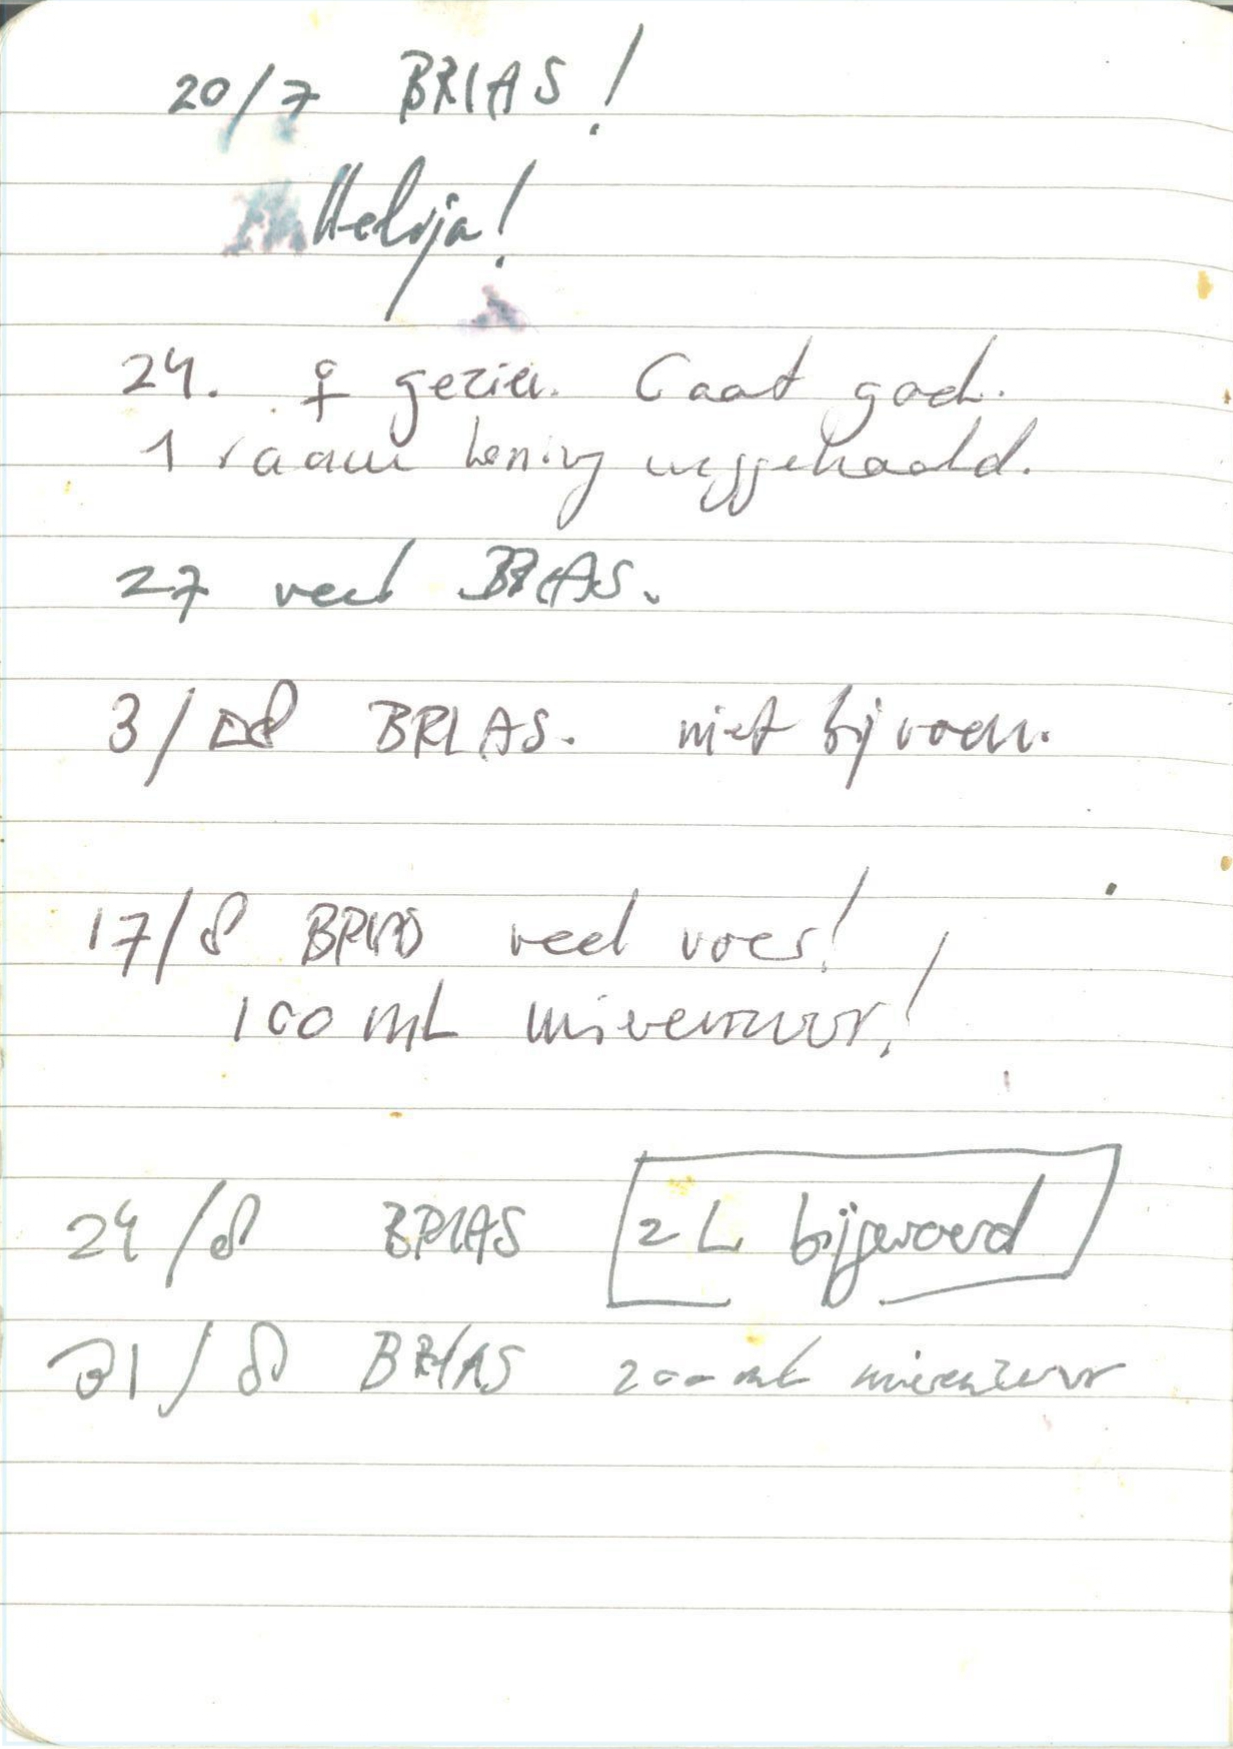 20/7 BRIAS!
Halleluja!
24. ♀ gezien. Gaat goed.
1 raam honing weggehaald.
27 veel BRIAS.
3/8 BRIAS. niet bijvoeren.
17/8 BRIAS veel voer!
100 mL mierenzuur!
24/8 BRIAS 2 L bijgevoerd
31/8 BRIAS 200 mL mierenzuur